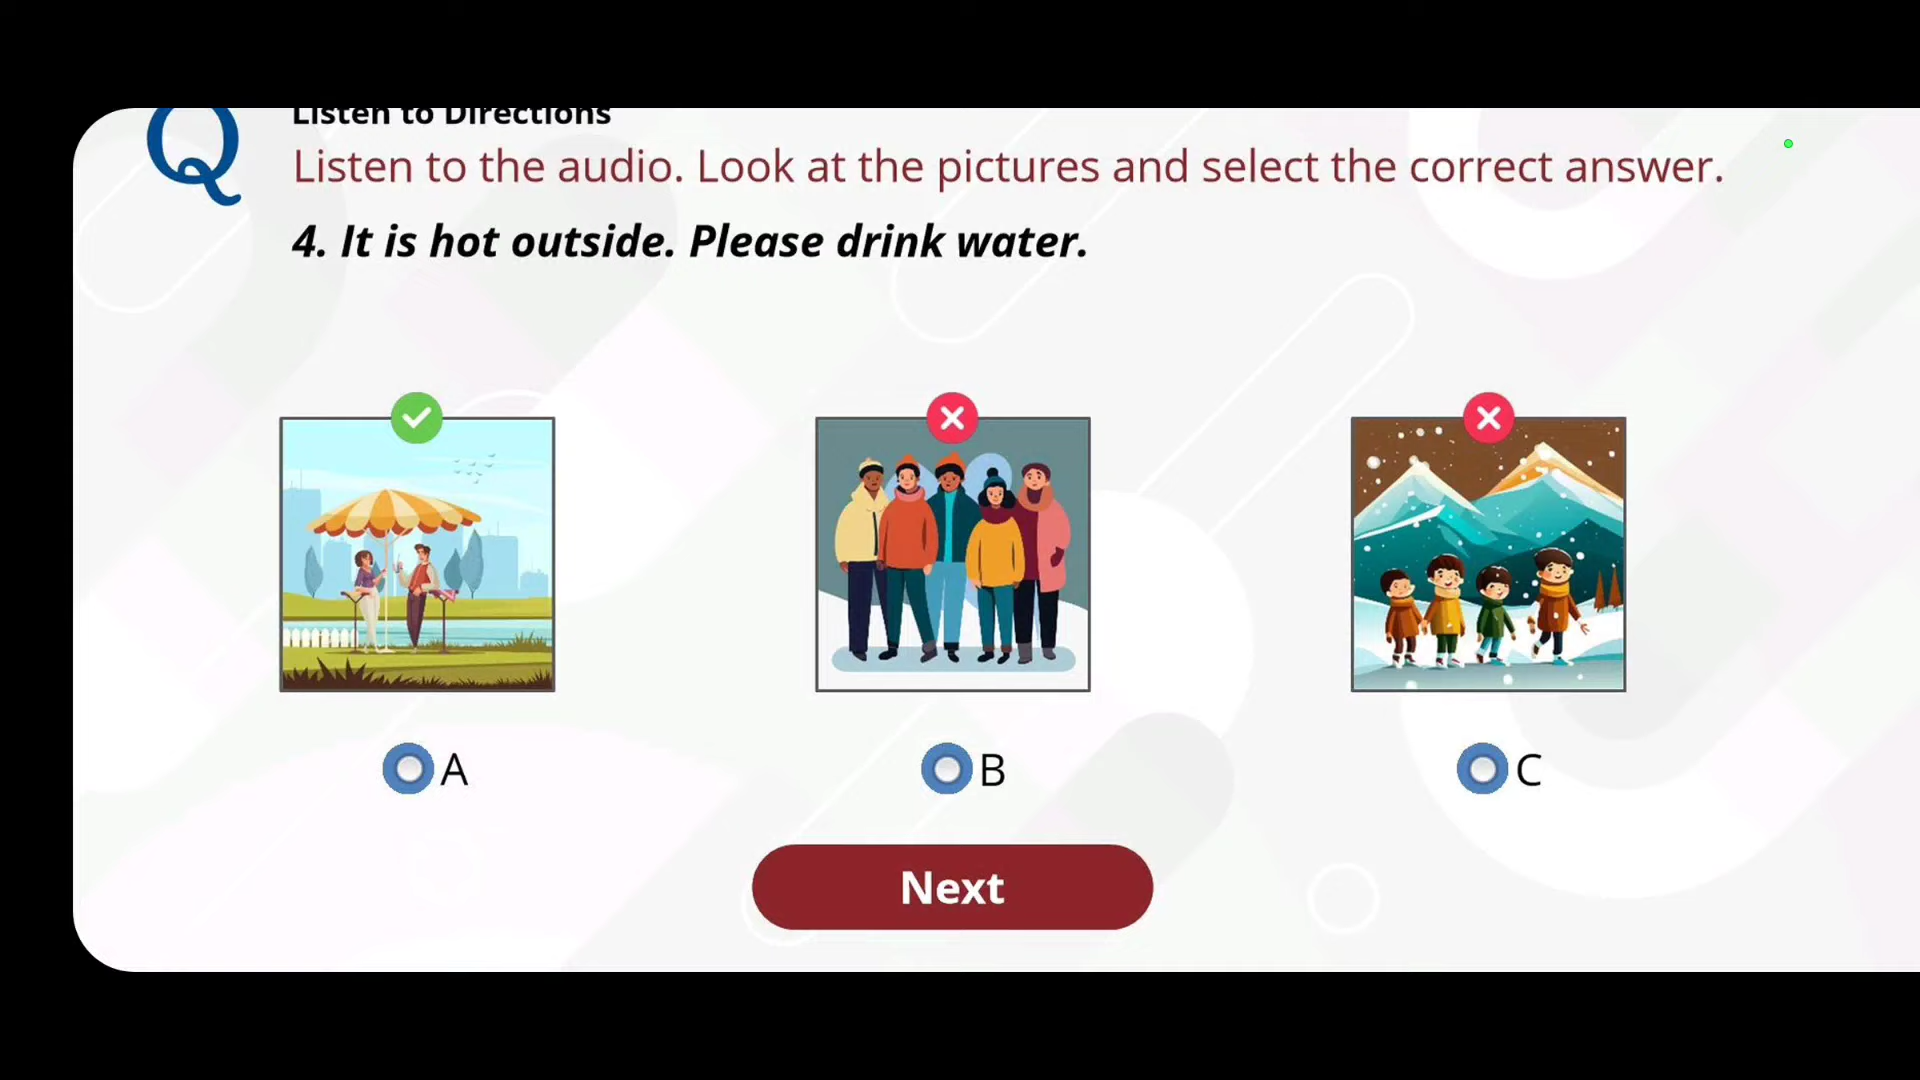 Q
Listen to Directions
Listen to the audio. Look at the pictures and select the correct answer.
4. It is hot outside. Please drink water.
A
B
C
Next